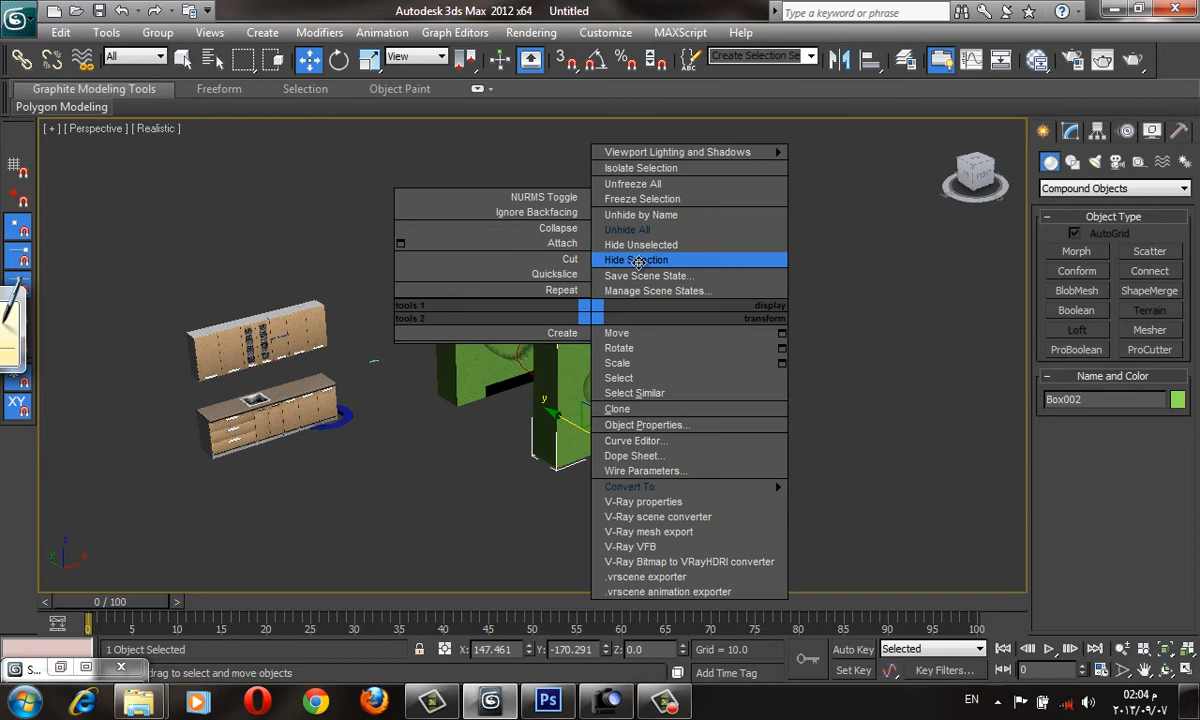 Autodesk 3ds Max 2012 x64 Untitled
Type a keyword or phrase
Edit Tools Group Views Create Modifiers Animation Graph Editors Rendering Customize MAXScript Help
All View 3 Create Selection Se
Graphite Modeling Tools Freeform Selection Object Paint
Polygon Modeling
[ + ] [ Perspective ] [ Realistic ]
Viewport Lighting and Shadows
Isolate Selection
Unfreeze All
Freeze Selection
Unhide by Name
Unhide All
Hide Unselected
Hide Selection
Save Scene State...
Manage Scene States...
display
transform
NURMS Toggle
Ignore Backfacing
Collapse
Attach
Cut
Quickslice
Repeat
tools 1
tools 2
Create
Move
Rotate
Scale
Select
Select Similar
Clone
Object Properties...
Curve Editor...
Dope Sheet...
Wire Parameters...
Convert To:
V-Ray properties
V-Ray scene converter
V-Ray mesh export
V-Ray VFB
V-Ray Bitmap to VRayHDRI converter
.vrscene exporter
.vrscene animation exporter
Compound Objects
Object Type
AutoGrid
Morph Scatter
Conform Connect
BlobMesh ShapeMerge
Boolean Terrain
Loft Mesher
ProBoolean ProCutter
Name and Color
Box002
XY
y
z
x
y
0 / 100
0 5 10 15 20 25 30 35 40 45 50 55 60 65 70 75 80 85 90 95 100
1 Object Selected X: 147.461 Y: -170.291 Z: 0.0 Grid = 10.0 Auto Key Selected
S... drag to select and move objects Add Time Tag Set Key Key Filters... 0
EN 02:04 م
٢٠١٣/٠٩/٠٧